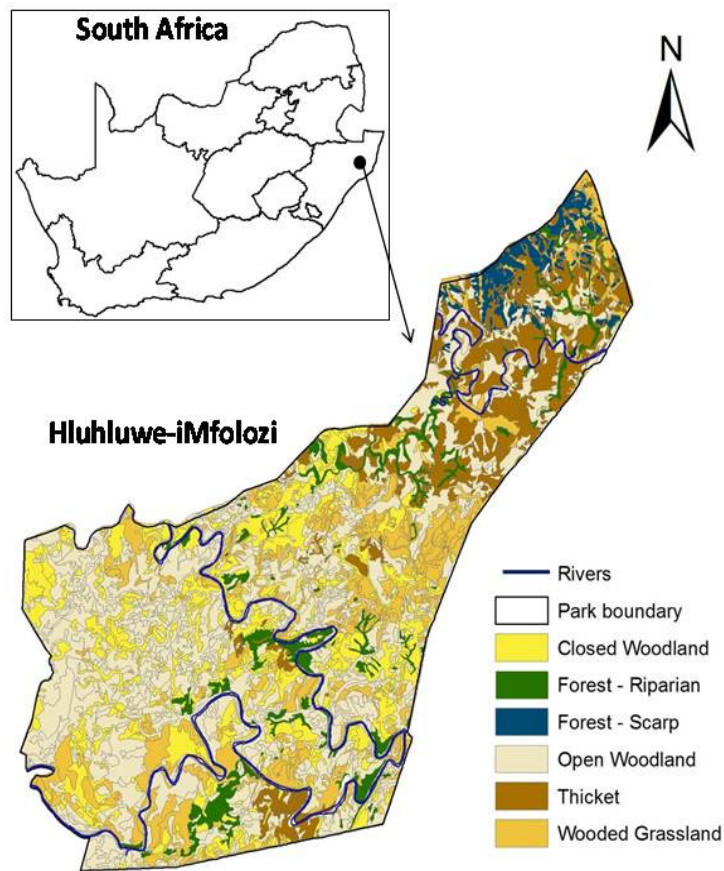 South Africa
N
Hluhluwe-iMfolozi
Rivers
Park boundary
Closed Woodland
Forest - Riparian
Forest - Scarp
Open Woodland
Thicket
Wooded Grassland